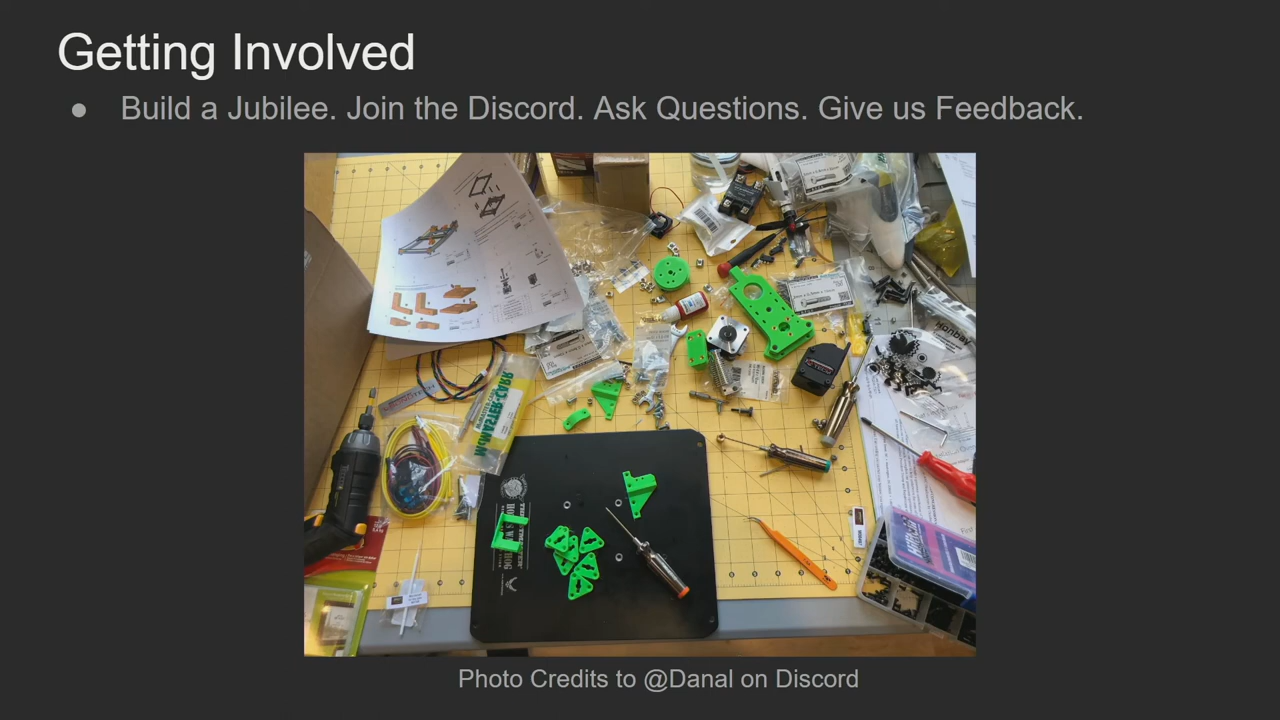 Getting Involved
Build a Jubilee. Join the Discord. Ask Questions. Give us Feedback.
Photo Credits to @Danal on Discord